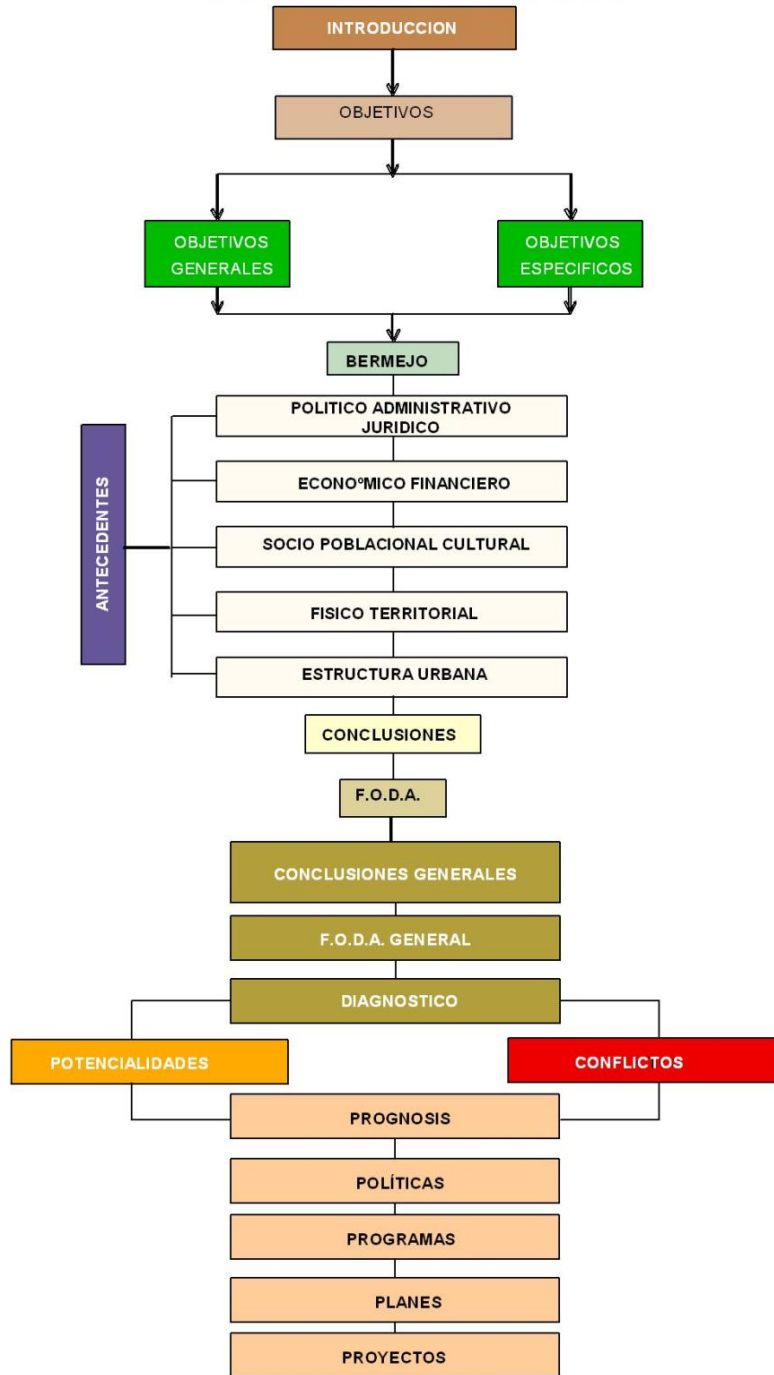 INTRODUCCION
OBJETIVOS
OBJETIVOS
GENERALES
OBJETIVOS
ESPECIFICOS
BERMEJO
ANTECEDENTES
POLITICO ADMINISTRATIVO
JURIDICO
ECONOºMICO FINANCIERO
SOCIO POBLACIONAL CULTURAL
FISICO TERRITORIAL
ESTRUCTURA URBANA
CONCLUSIONES
F.O.D.A.
CONCLUSIONES GENERALES
F.O.D.A. GENERAL
DIAGNOSTICO
POTENCIALIDADES
CONFLICTOS
PROGNOSIS
POLÍTICAS
PROGRAMAS
PLANES
PROYECTOS